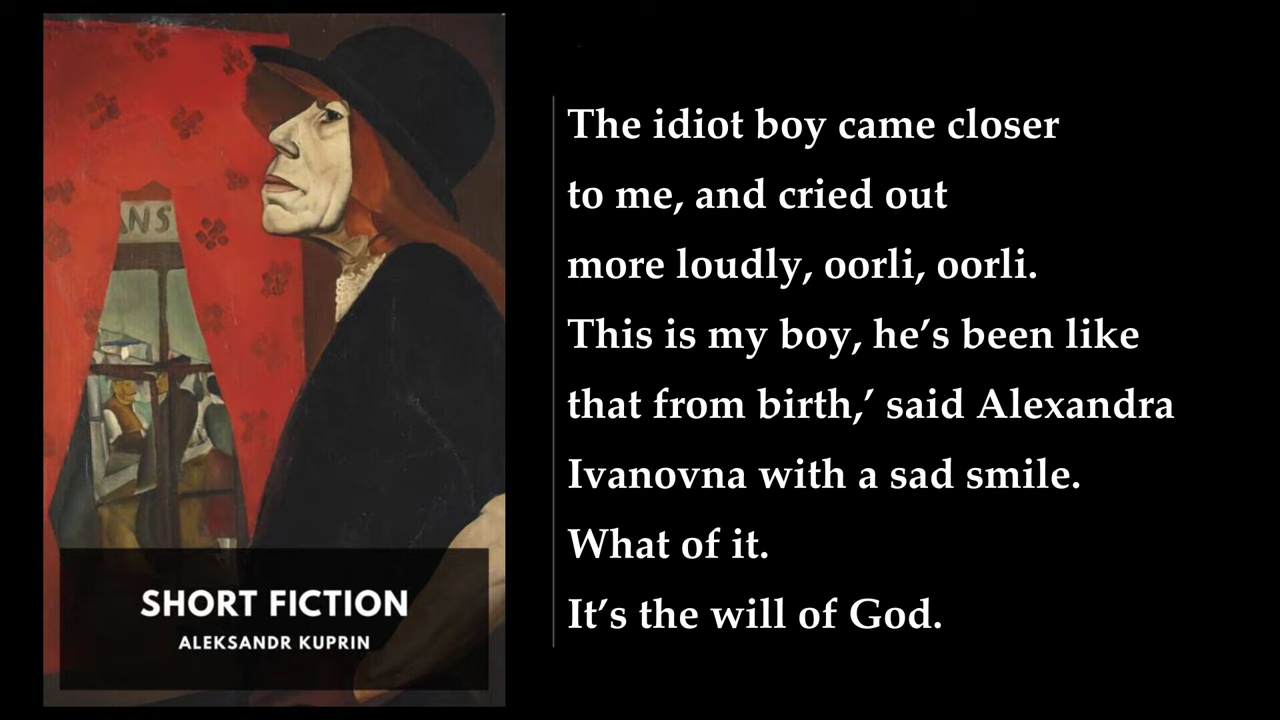 ANS
SHORT FICTION
ALEKSANDR KUPRIN
The idiot boy came closer
to me, and cried out
more loudly, oorli, oorli.
This is my boy, he’s been like
that from birth,’ said Alexandra
Ivanovna with a sad smile.
What of it.
It’s the will of God.